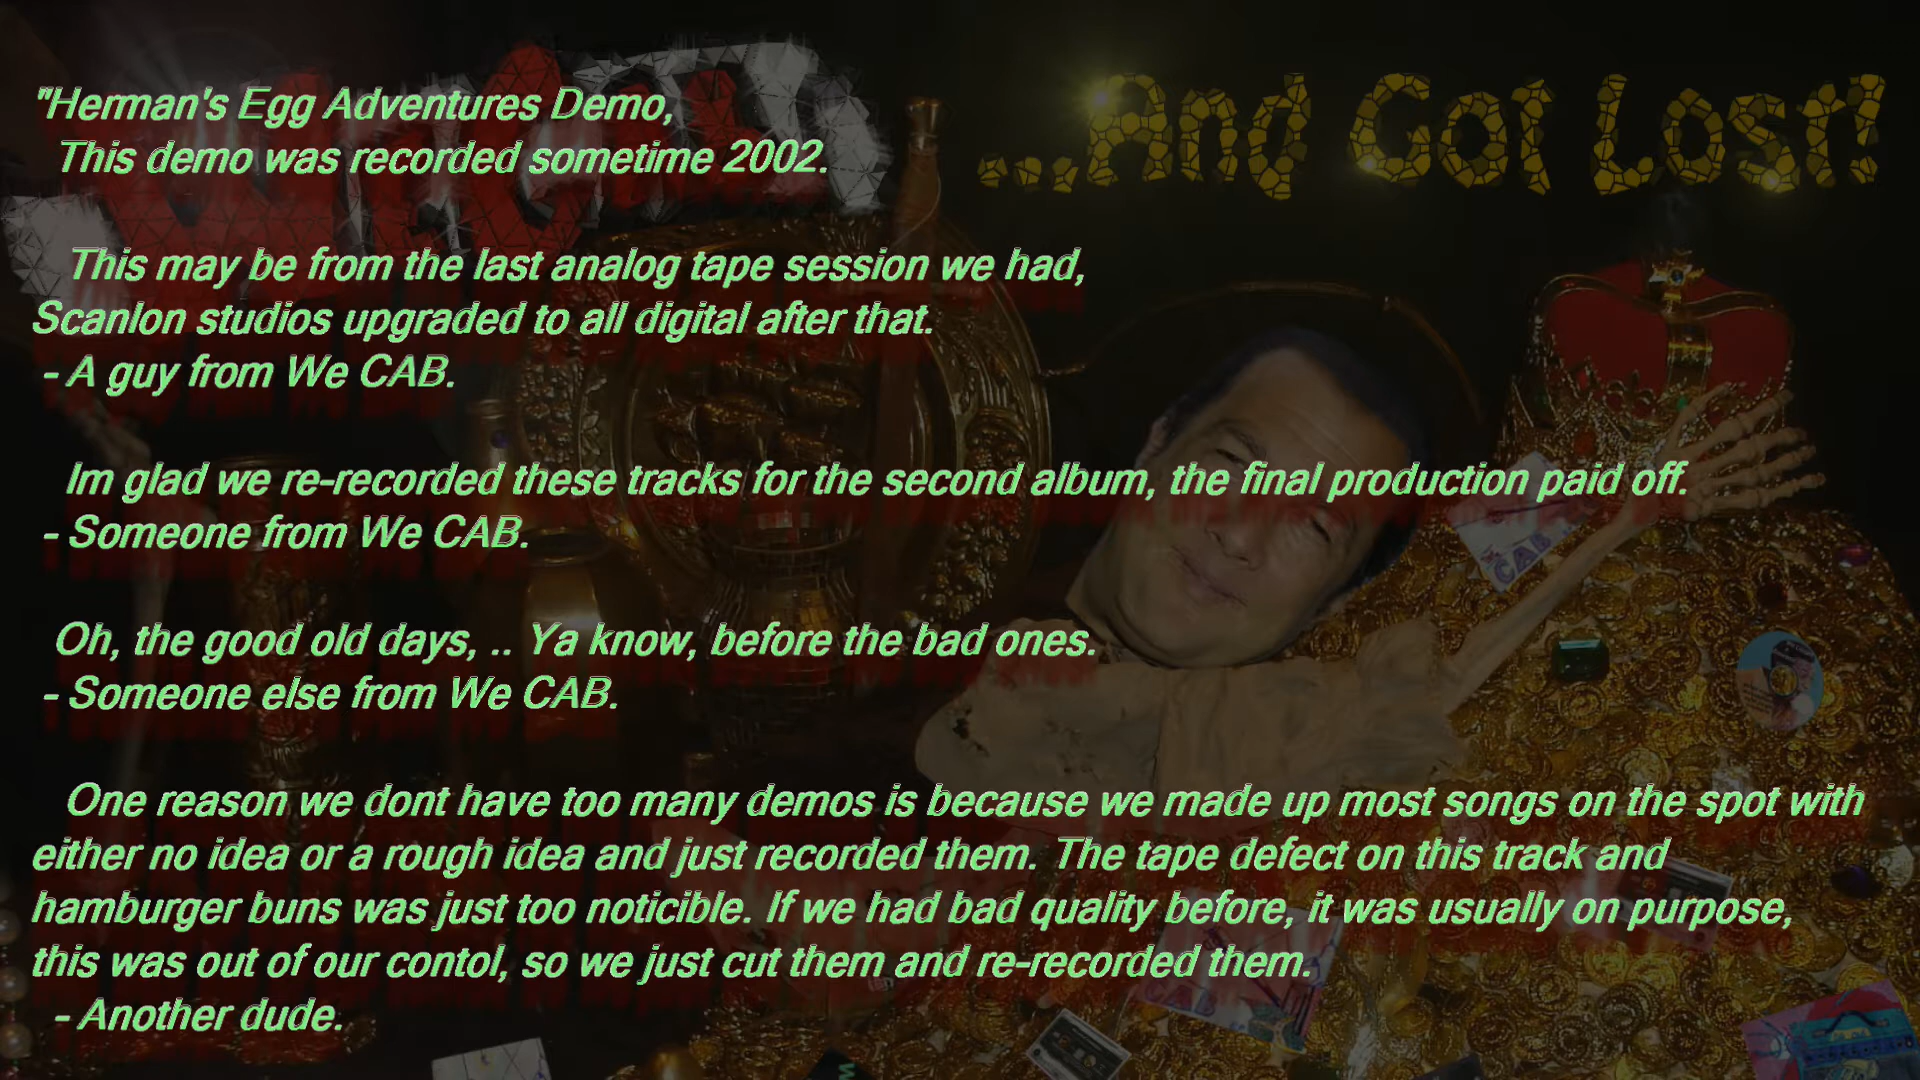 "Herman's Egg Adventures Demo,
This demo was recorded sometime 2002.
...And Got Lost!
This may be from the last analog tape session we had,
Scanlon studios upgraded to all digital after that.
- A guy from We CAB.
Im glad we re-recorded these tracks for the second album, the final production paid off.
- Someone from We CAB.
Oh, the good old days, .. Ya know, before the bad ones.
- Someone else from We CAB.
One reason we dont have too many demos is because we made up most songs on the spot with
either no idea or a rough idea and just recorded them. The tape defect on this track and
hamburger buns was just too noticible. If we had bad quality before, it was usually on purpose,
this was out of our contol, so we just cut them and re-recorded them.
- Another dude.